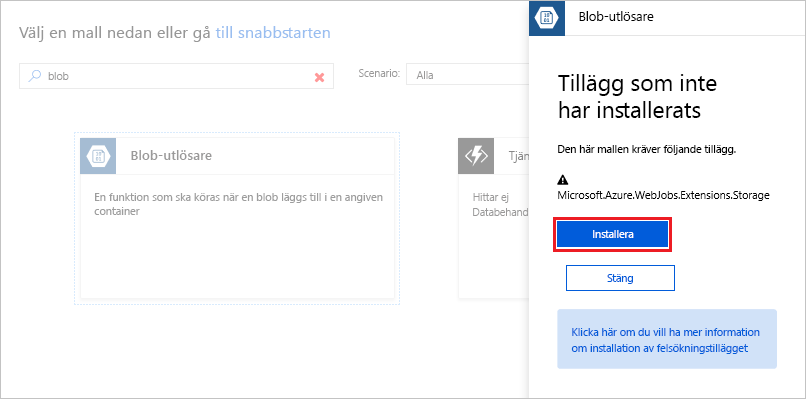 Välj en mall nedan eller gå till snabbstarten
blob
Scenario:
Alla
Blob-utlösare
En funktion som ska köras när en blob läggs till i en angiven
container
Tjän
Hittar ej
Databehand
Blob-utlösare
Tillägg som inte
har installerats
Den här mallen kräver följande tillägg.
Microsoft.Azure.WebJobs.Extensions.Storage
Installera
Stäng
Klicka här om du vill ha mer information
om installation av felsökningstillägget